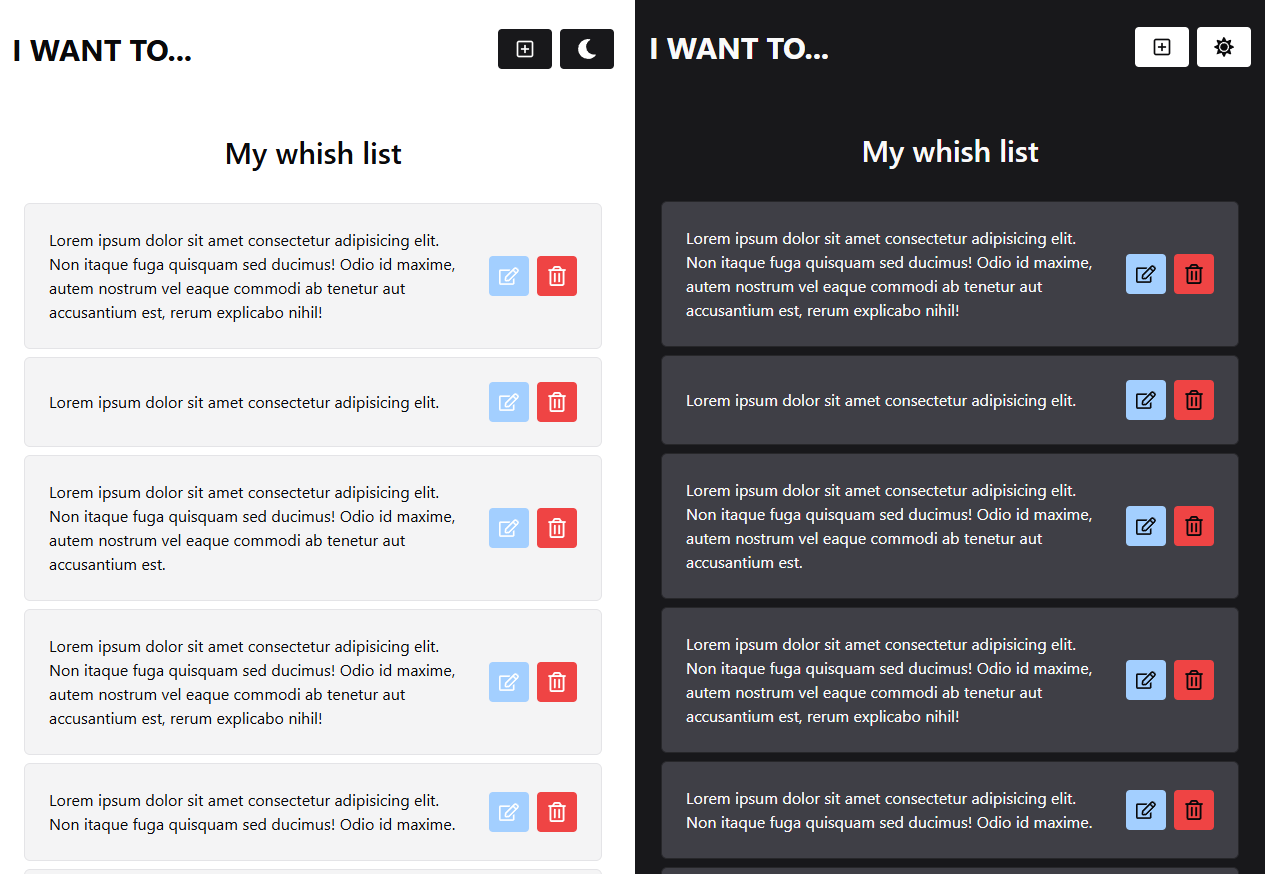 I WANT TO...
My whish list
Lorem ipsum dolor sit amet consectetur adipisicing elit.
Non itaque fuga quisquam sed ducimus! Odio id maxime,
autem nostrum vel eaque commodi ab tenetur aut
accusantium est, rerum explicabo nihil!
Lorem ipsum dolor sit amet consectetur adipisicing elit.
Lorem ipsum dolor sit amet consectetur adipisicing elit.
Non itaque fuga quisquam sed ducimus! Odio id maxime,
autem nostrum vel eaque commodi ab tenetur aut
accusantium est.
Lorem ipsum dolor sit amet consectetur adipisicing elit.
Non itaque fuga quisquam sed ducimus! Odio id maxime,
autem nostrum vel eaque commodi ab tenetur aut
accusantium est, rerum explicabo nihil!
Lorem ipsum dolor sit amet consectetur adipisicing elit.
Non itaque fuga quisquam sed ducimus! Odio id maxime.
I WANT TO...
My whish list
Lorem ipsum dolor sit amet consectetur adipisicing elit.
Non itaque fuga quisquam sed ducimus! Odio id maxime,
autem nostrum vel eaque commodi ab tenetur aut
accusantium est, rerum explicabo nihil!
Lorem ipsum dolor sit amet consectetur adipisicing elit.
Lorem ipsum dolor sit amet consectetur adipisicing elit.
Non itaque fuga quisquam sed ducimus! Odio id maxime,
autem nostrum vel eaque commodi ab tenetur aut
accusantium est.
Lorem ipsum dolor sit amet consectetur adipisicing elit.
Non itaque fuga quisquam sed ducimus! Odio id maxime,
autem nostrum vel eaque commodi ab tenetur aut
accusantium est, rerum explicabo nihil!
Lorem ipsum dolor sit amet consectetur adipisicing elit.
Non itaque fuga quisquam sed ducimus! Odio id maxime.